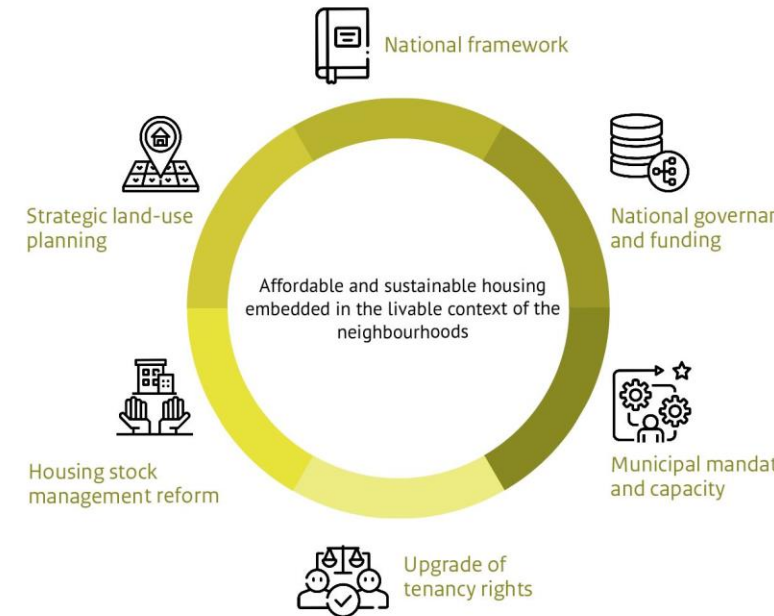 National framework
National governan
and funding
Municipal mandat
and capacity
Upgrade of
tenancy rights
Housing stock
management reform
Strategic land-use
planning
Affordable and sustainable housing
embedded in the livable context of the
neighbourhoods